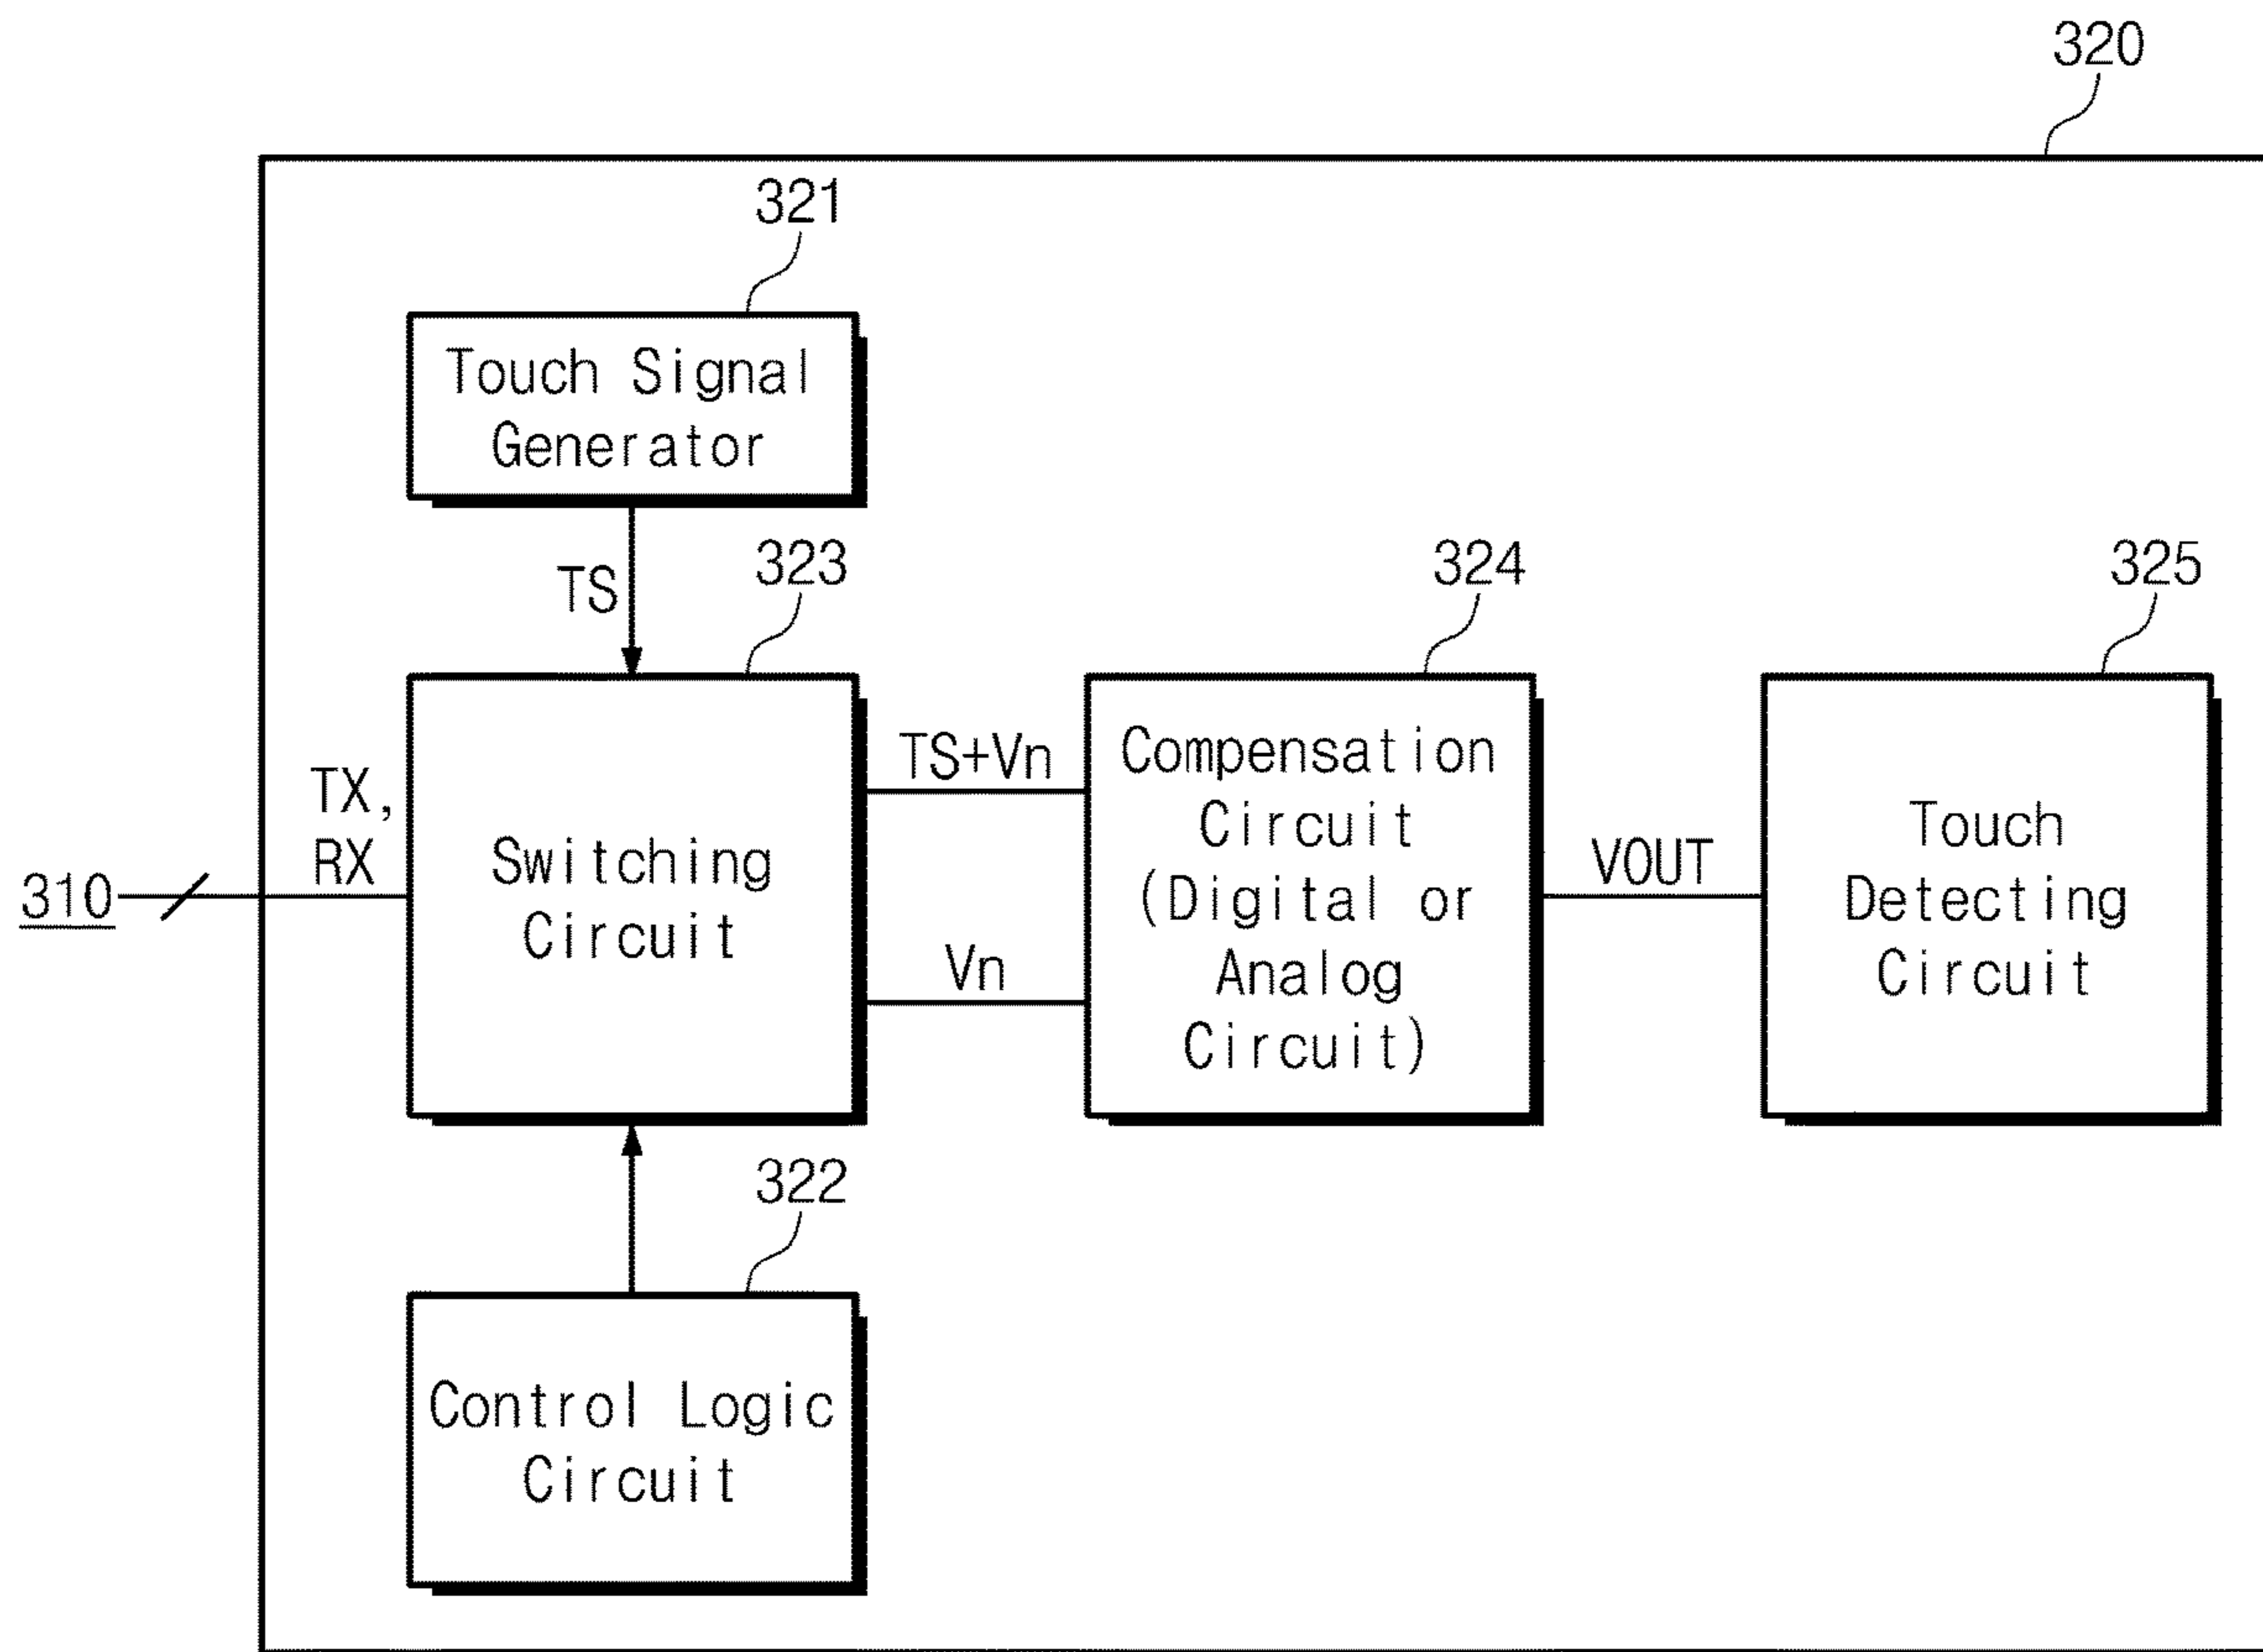 320
321
Touch Signal
Generator
TS
323
324
325
TX,
RX
310
Switching
Circuit
TS+Vn
Vn
Compensation
Circuit
(Digital or
Analog
Circuit)
VOUT
Touch
Detecting
Circuit
322
Control Logic
Circuit